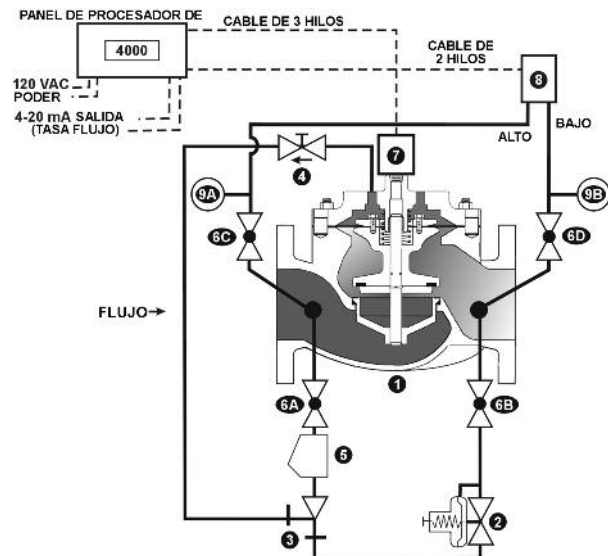 PANEL DE PROCESADOR DE
4000
CABLE DE 3 HILOS
CABLE DE
2 HILOS
120 VAC
PODER
4-20 mA SALIDA
(TASA FLUJO)
8
ALTO
BAJO
7
4
9A
9B
6C
6D
FLUJO
1
6A
6B
5
2
3